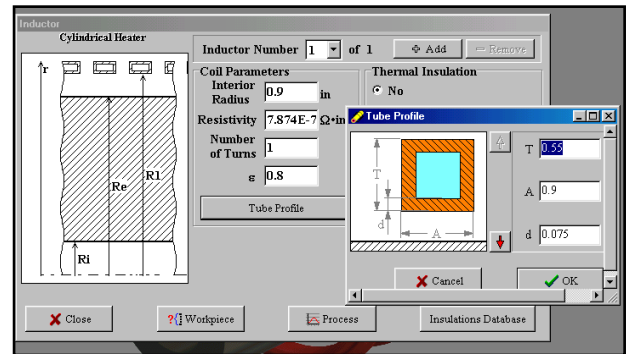 Inductor
Cylindrical Heater
Inductor Number 1 of 1 Add Remove
Coil Parameters
Thermal Insulation
Interior Radius 0.9 in
No
Resistivity 7.874E-7 Ω•in
Number of Turns 1
ε 0.8
Tube Profile
r
R1
Re
Ri
Tube Profile
T 0.55
A 0.9
d 0.075
T
d
A
Cancel OK
Close ?{} Workpiece Process Insulations Database